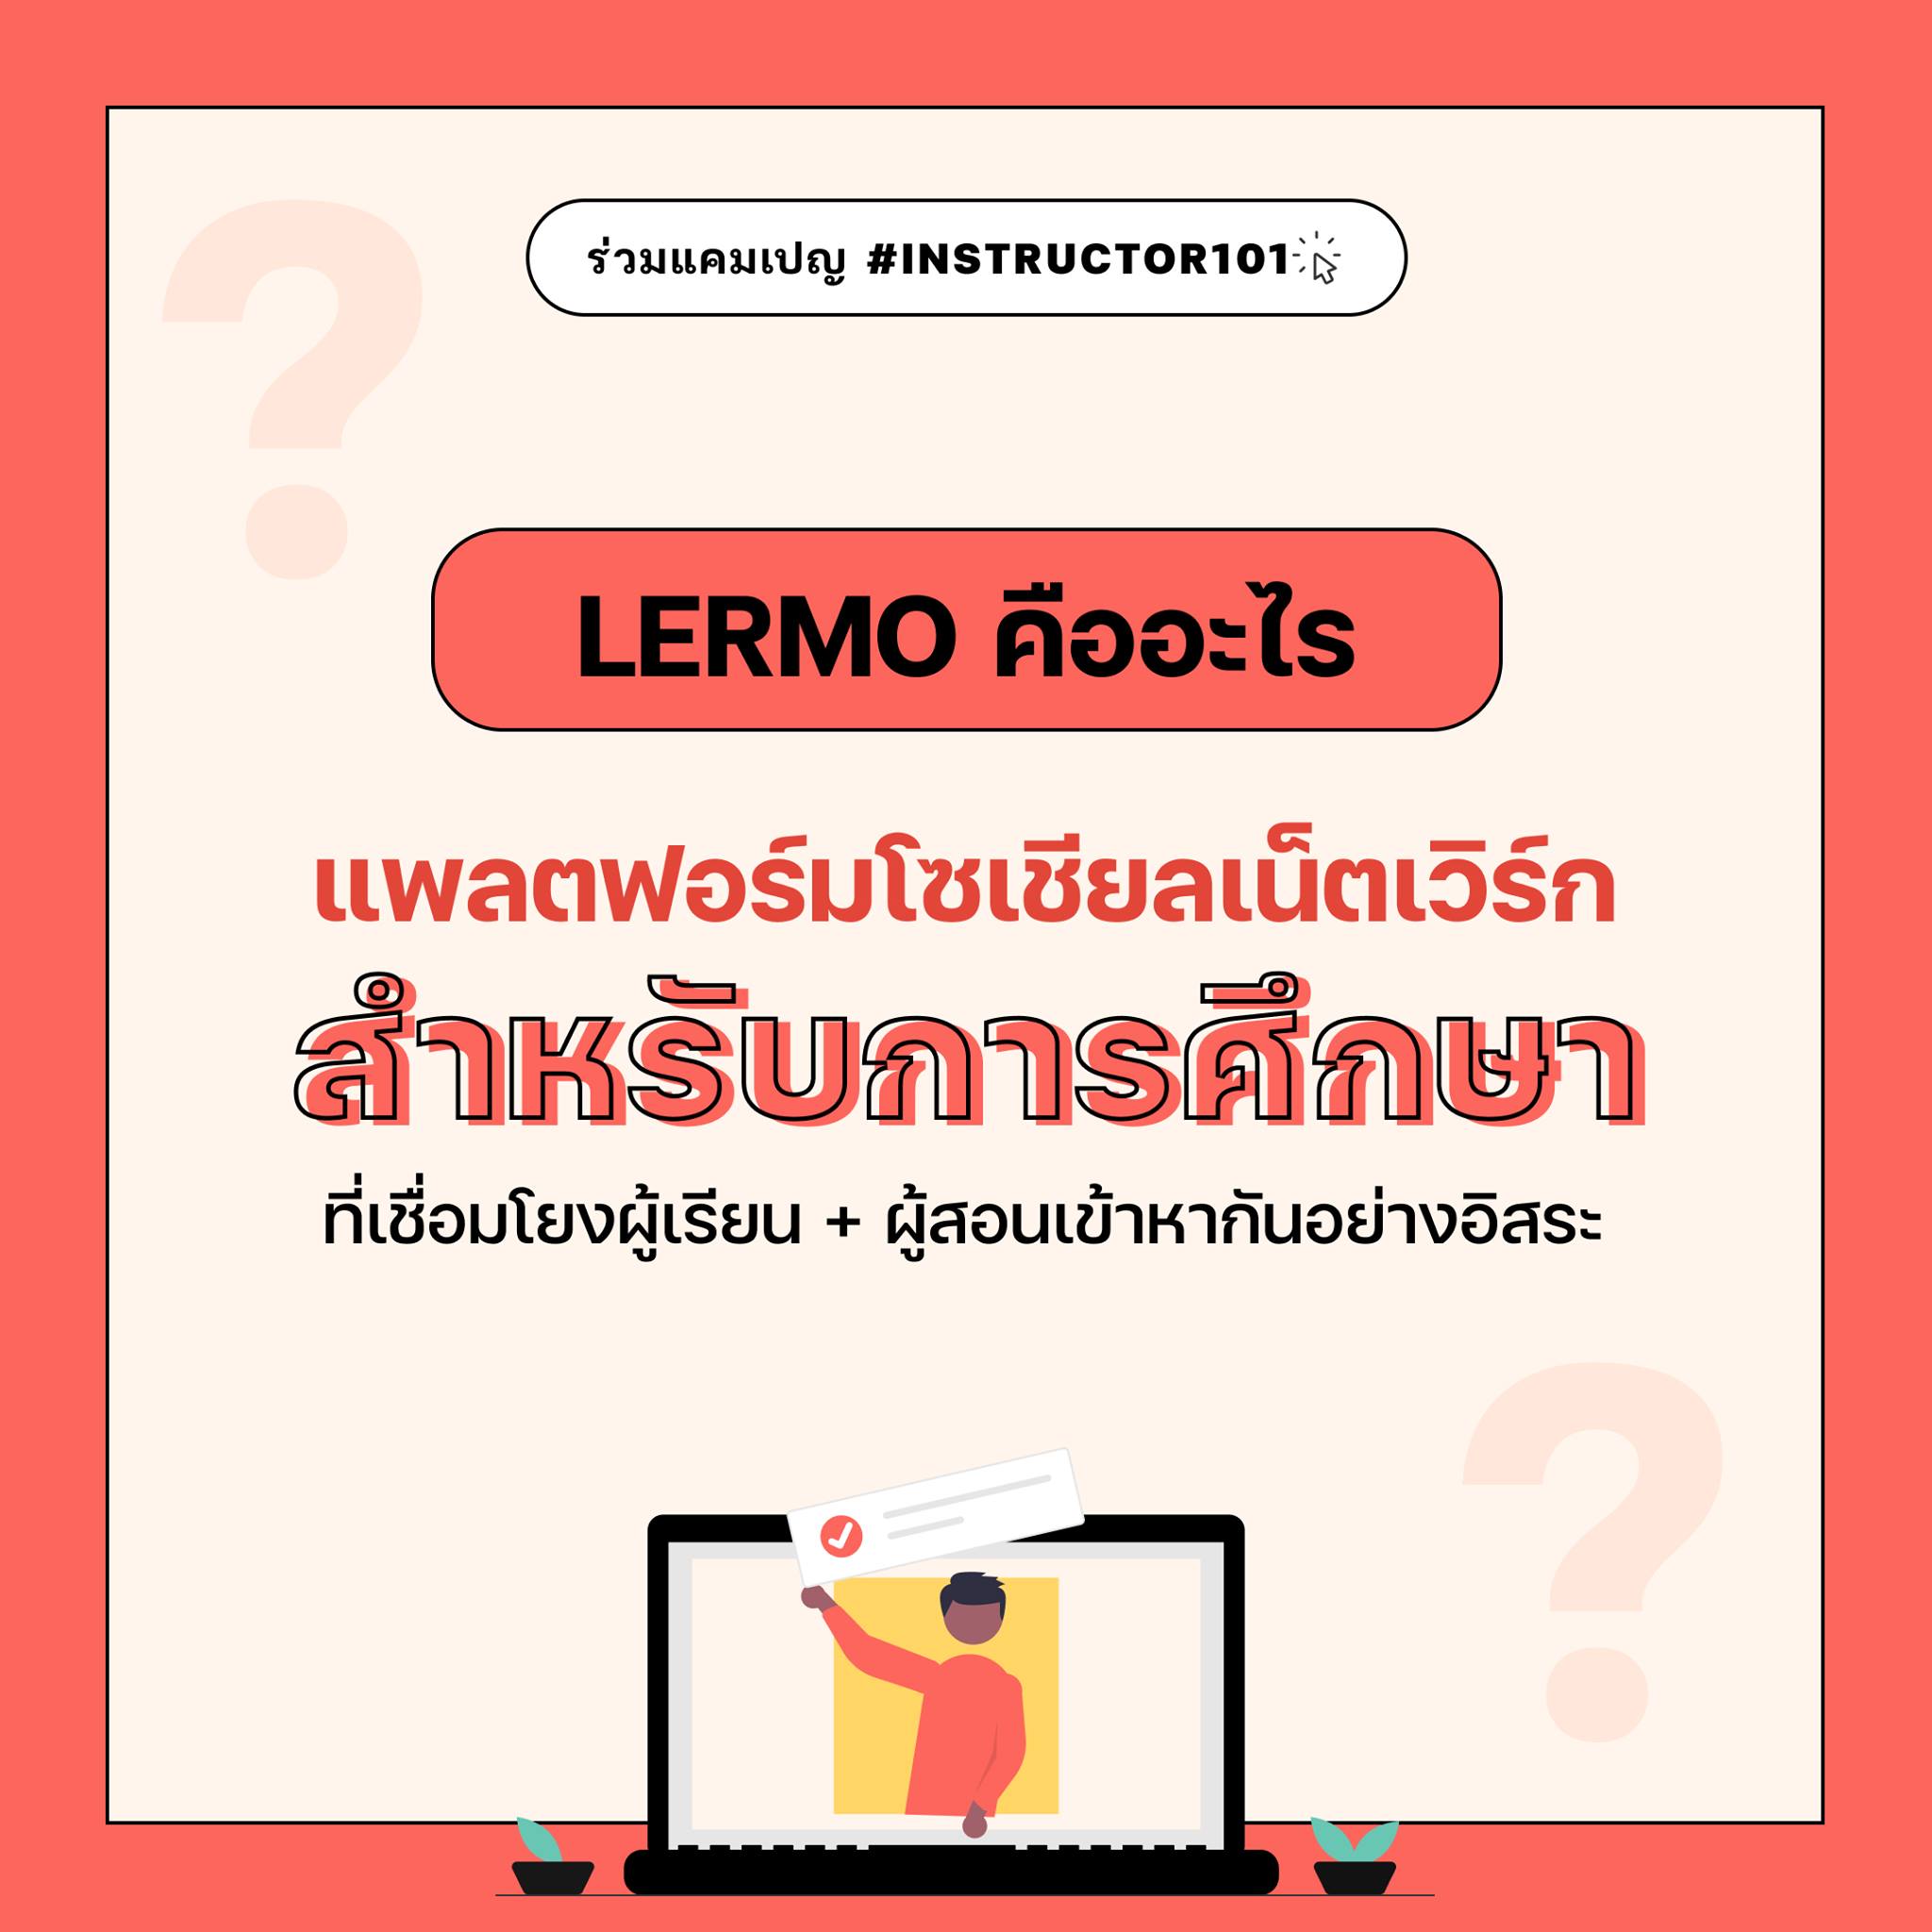 ร่วมแคมเปญ #INSTRUCTOR101
LERMO คืออะไร
แพลตฟอร์มโซเชียลเน็ตเวิร์ก
สำหรับการศึกษา
ที่เชื่อมโยงผู้เรียน + ผู้สอนเข้าหากันอย่างอิสระ